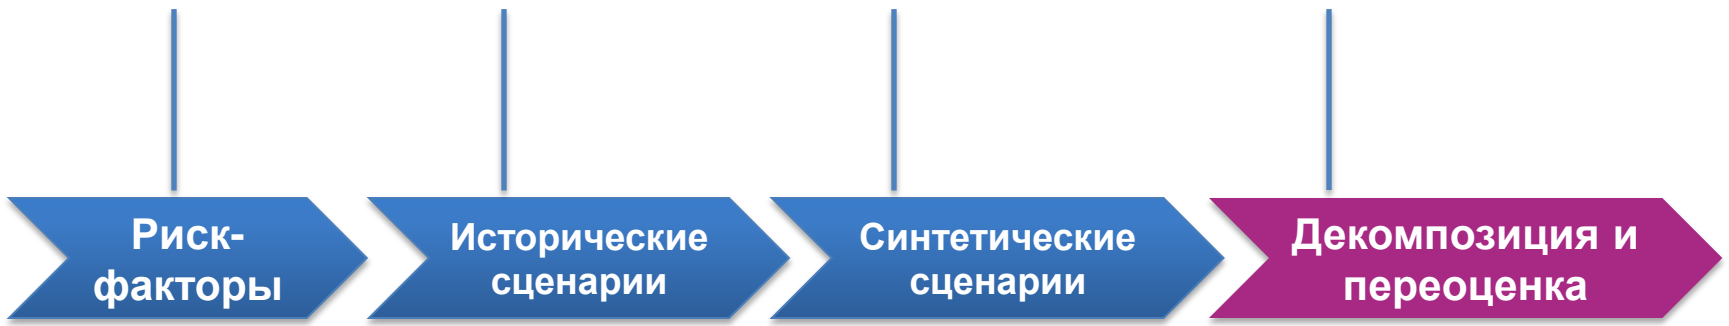 Риск-
факторы
Исторические
сценарии
Синтетические
сценарии
Декомпозиция и
переоценка